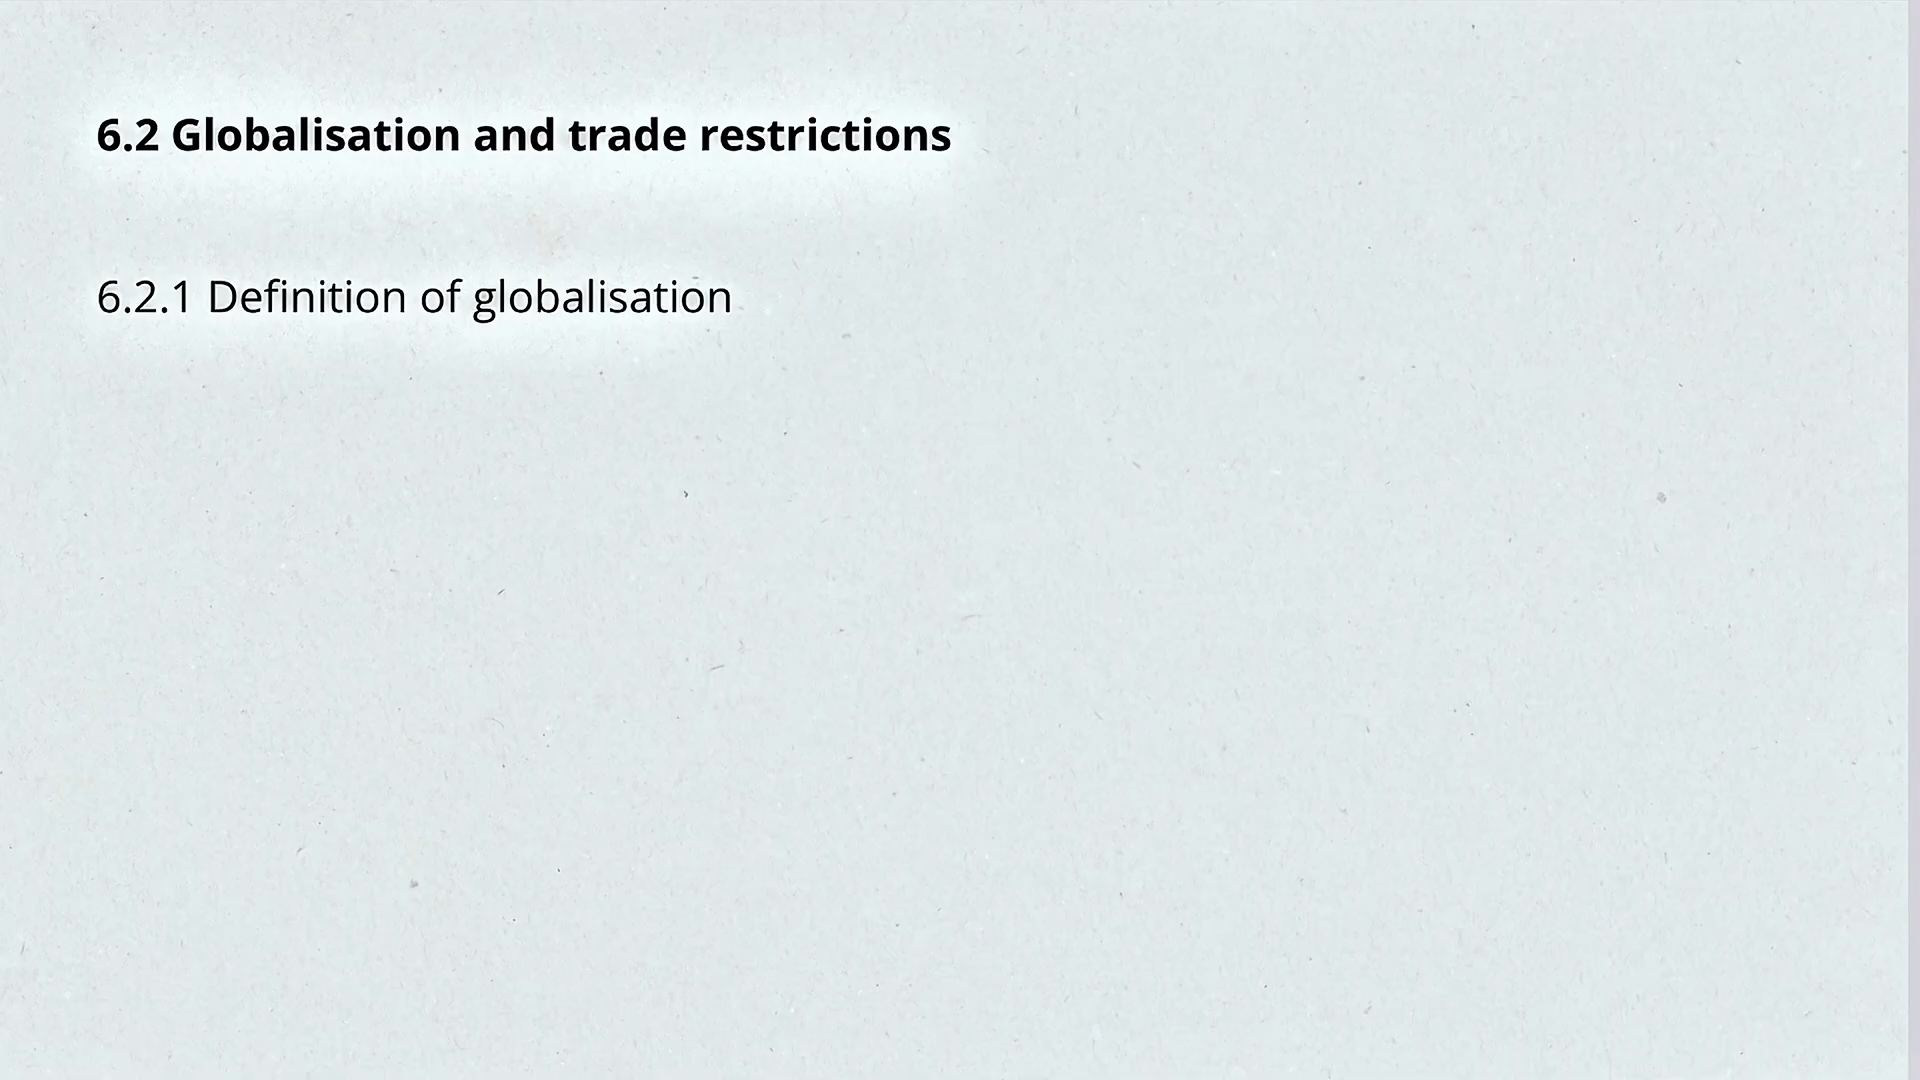 6.2 Globalisation and trade restrictions
6.2.1 Definition of globalisation